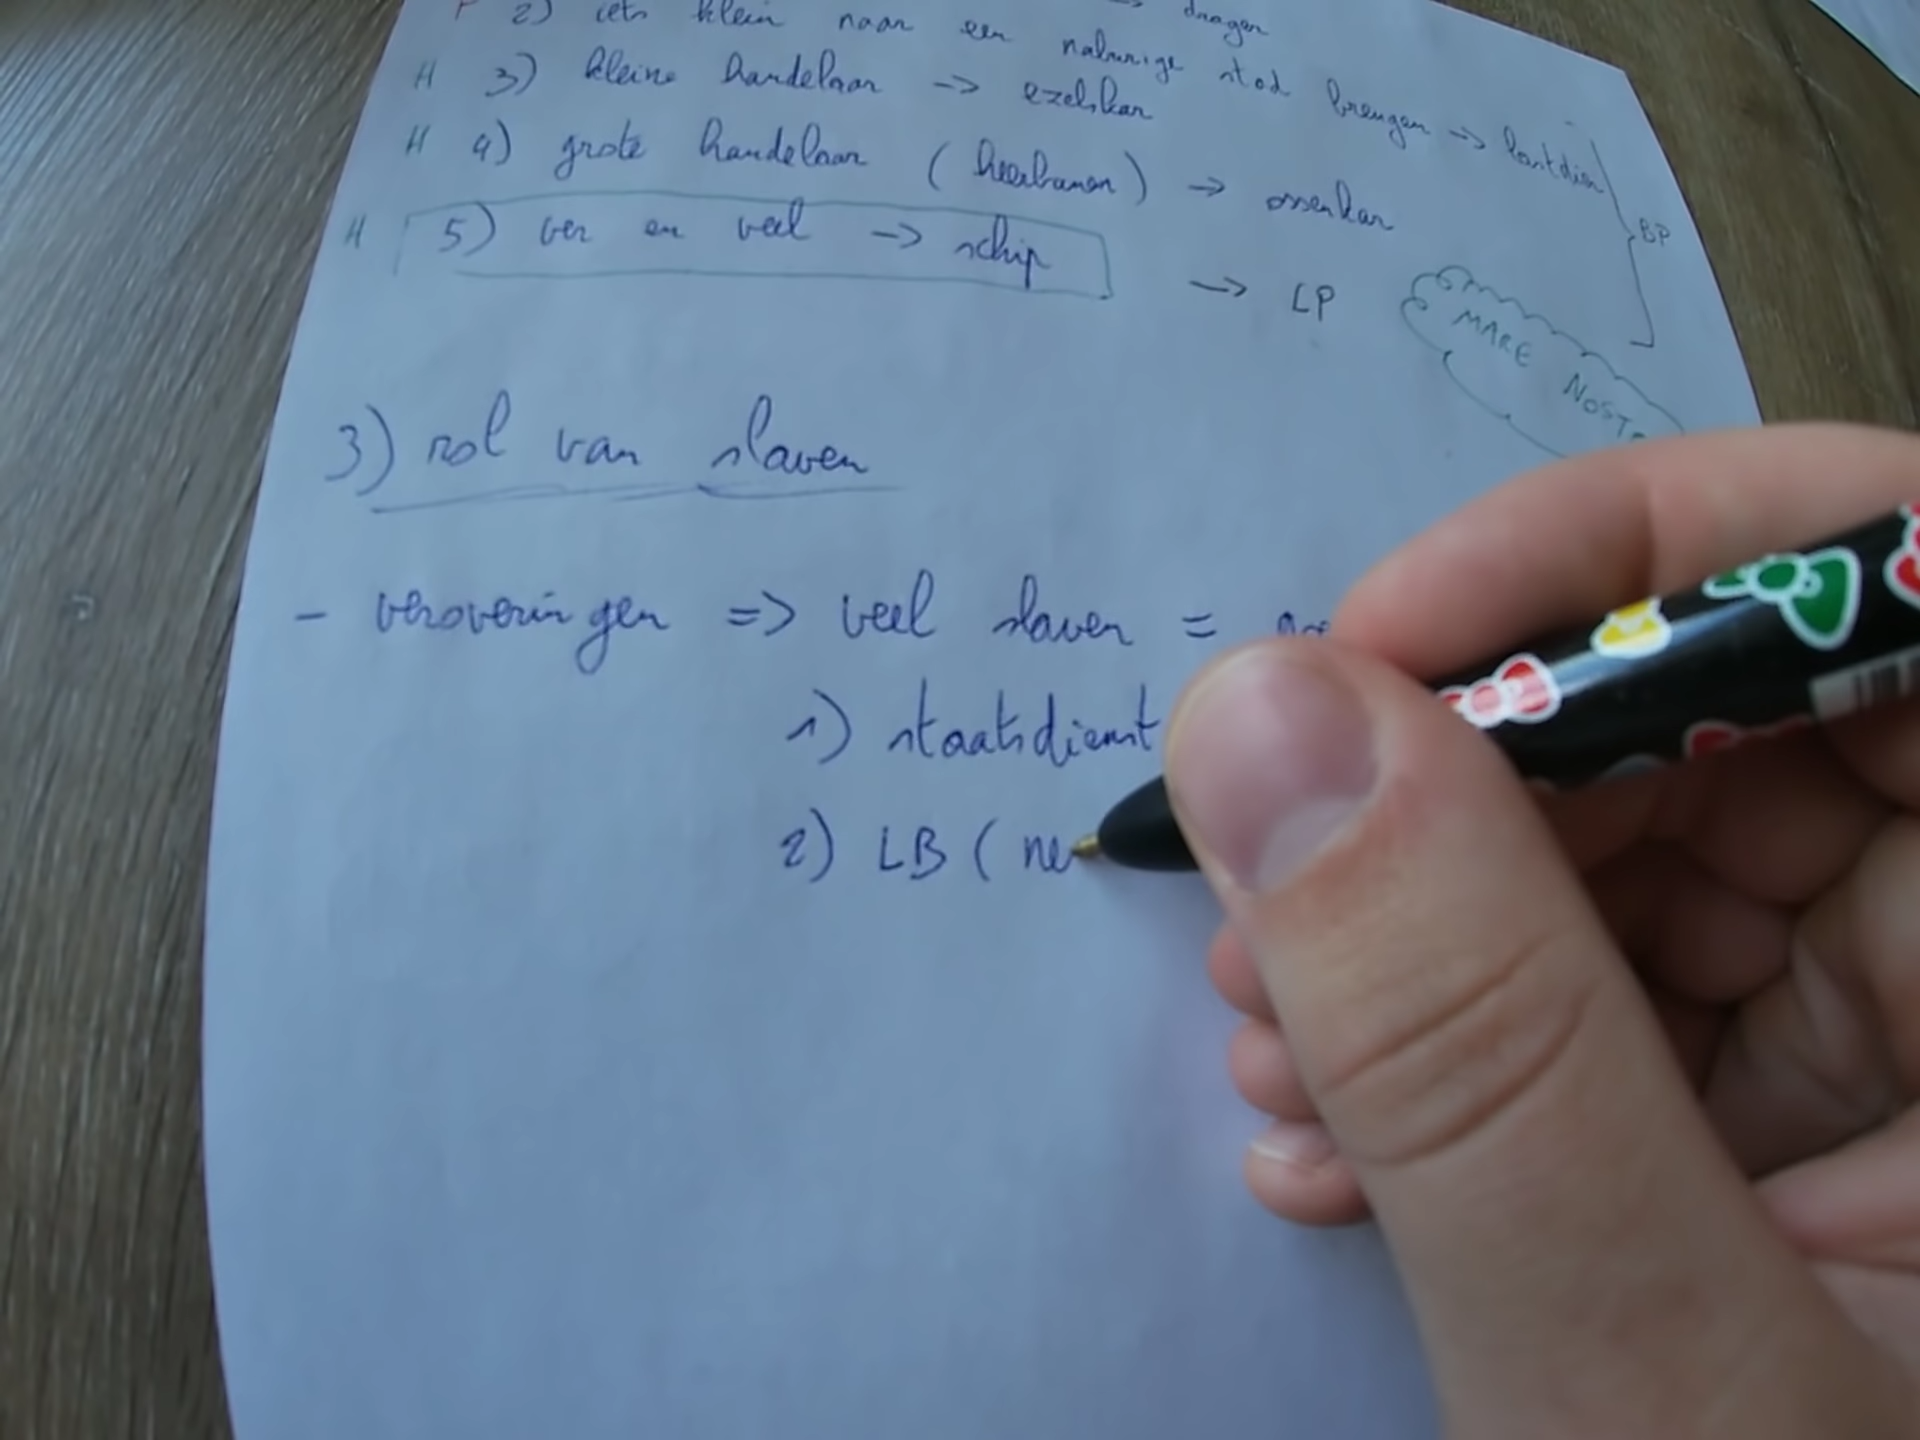 2) iets klein naar een naburige stad brengen -> lastdier
-> dragen
H 3) kleine handelaar -> ezelskar
H 4) grote handelaar (heerbanen) -> ossenkar
BP
H 5) ver en veel -> schip
-> LP
MARE NOST
3) rol van slaven
- veroveringen => veel slaven =
1) staatsdienst
2) LB ( ne